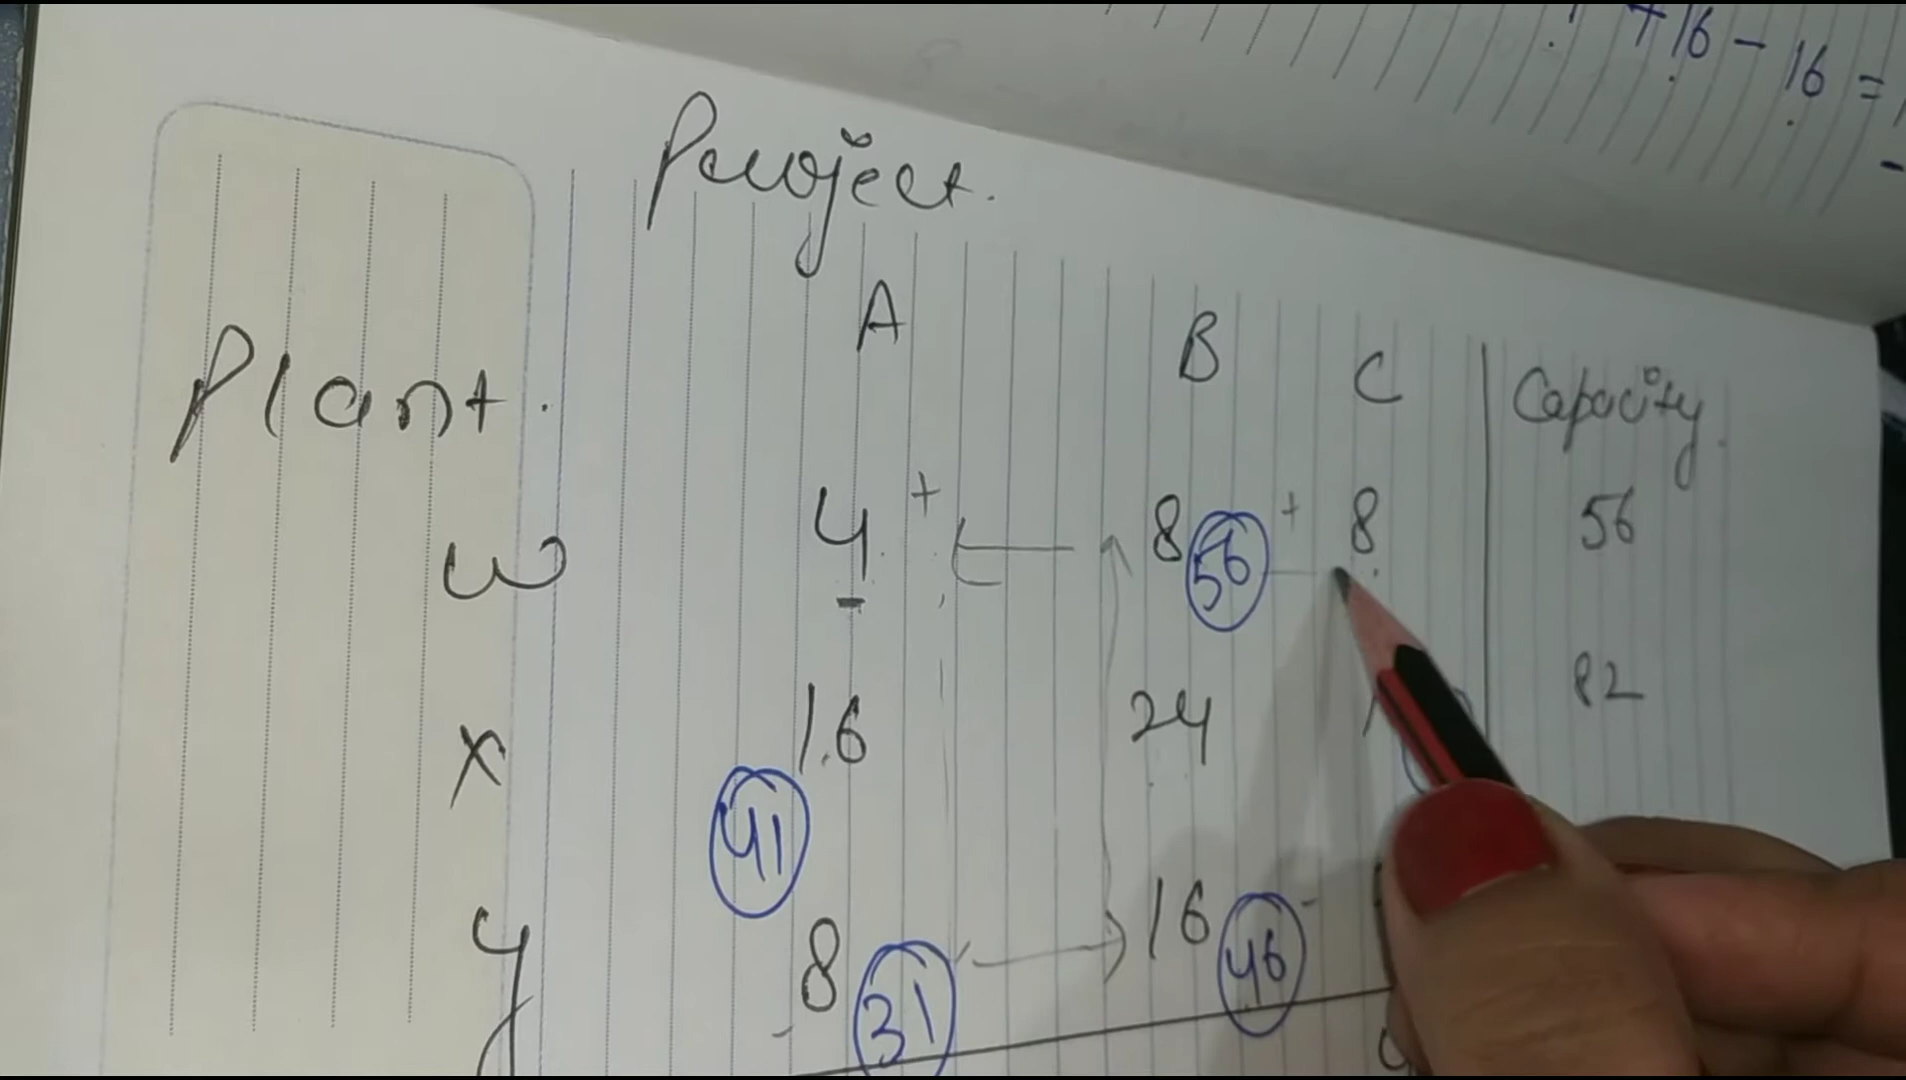 +16 - 16 =
Project.
Plant. A B C Capacity
w 4 + 8 56 + 8 56
x 16 41 24 82
y 8 31 16 46